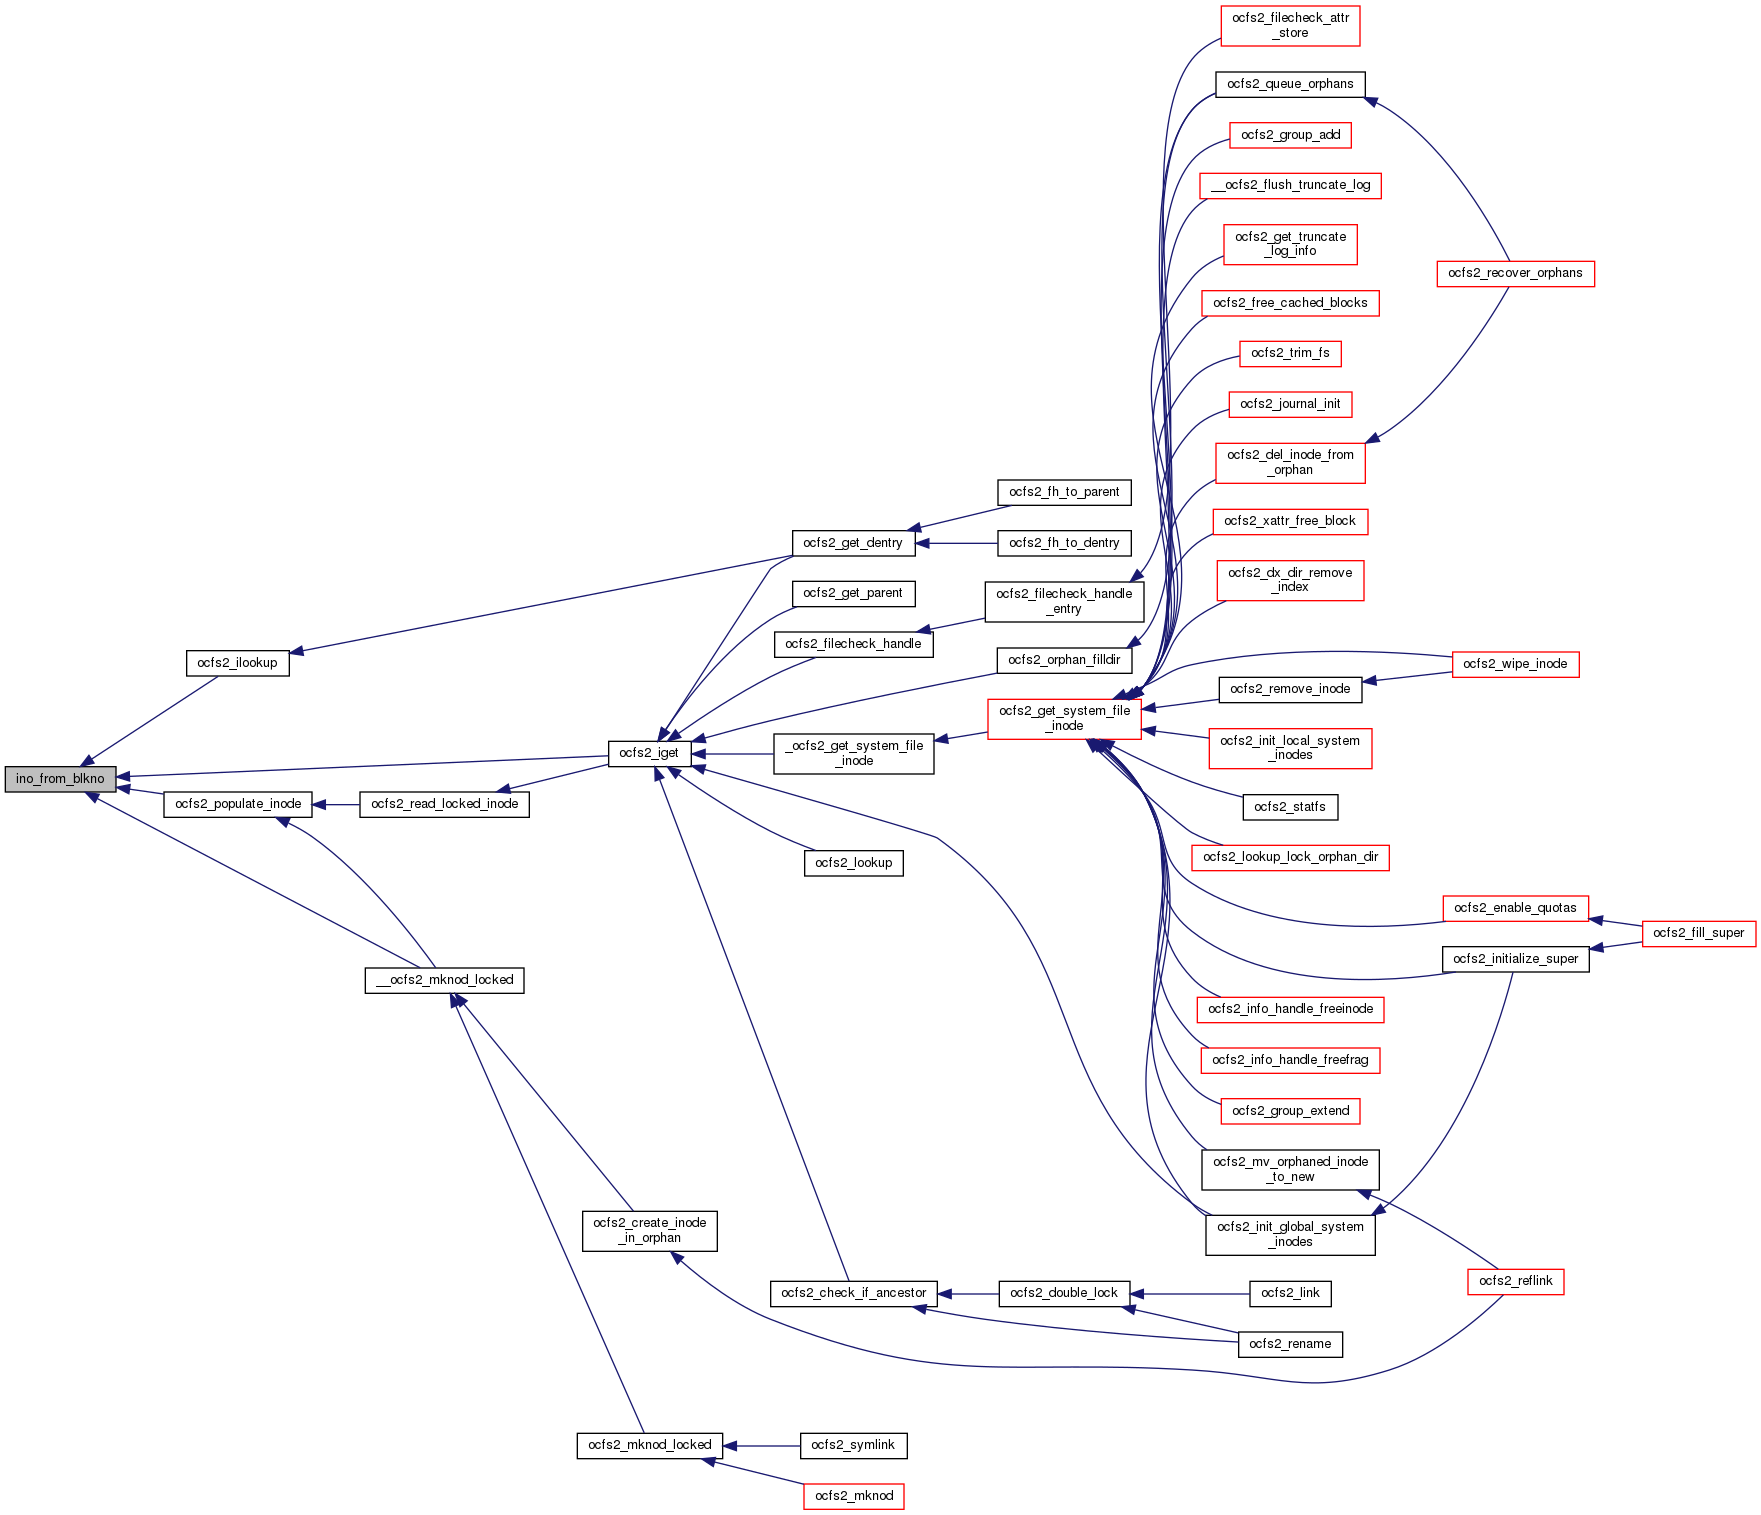 ocfs2_filecheck_attr
_store
ocfs2_queue_orphans
ocfs2_group_add
__ocfs2_flush_truncate_log
ocfs2_get_truncate
_log_info
ocfs2_recover_orphans
ocfs2_free_cached_blocks
ocfs2_trim_fs
ocfs2_journal_init
ocfs2_del_inode_from
_orphan
ocfs2_fh_to_parent
ocfs2_xattr_free_block
ocfs2_get_dentry
ocfs2_fh_to_dentry
ocfs2_dx_dir_remove
_index
ocfs2_get_parent
ocfs2_filecheck_handle
_entry
ocfs2_filecheck_handle
ocfs2_orphan_filldir
ocfs2_ilookup
ocfs2_wipe_inode
ocfs2_remove_inode
ocfs2_get_system_file
_inode
ocfs2_iget
_ocfs2_get_system_file
_inode
ocfs2_init_local_system
_inodes
ino_from_blkno
ocfs2_populate_inode
ocfs2_read_locked_inode
ocfs2_statfs
ocfs2_lookup
ocfs2_lookup_lock_orphan_dir
ocfs2_enable_quotas
ocfs2_fill_super
ocfs2_initialize_super
__ocfs2_mknod_locked
ocfs2_info_handle_freeinode
ocfs2_info_handle_freefrag
ocfs2_group_extend
ocfs2_mv_orphaned_inode
_to_new
ocfs2_create_inode
_in_orphan
ocfs2_init_global_system
_inodes
ocfs2_reflink
ocfs2_check_if_ancestor
ocfs2_double_lock
ocfs2_link
ocfs2_rename
ocfs2_mknod_locked
ocfs2_symlink
ocfs2_mknod